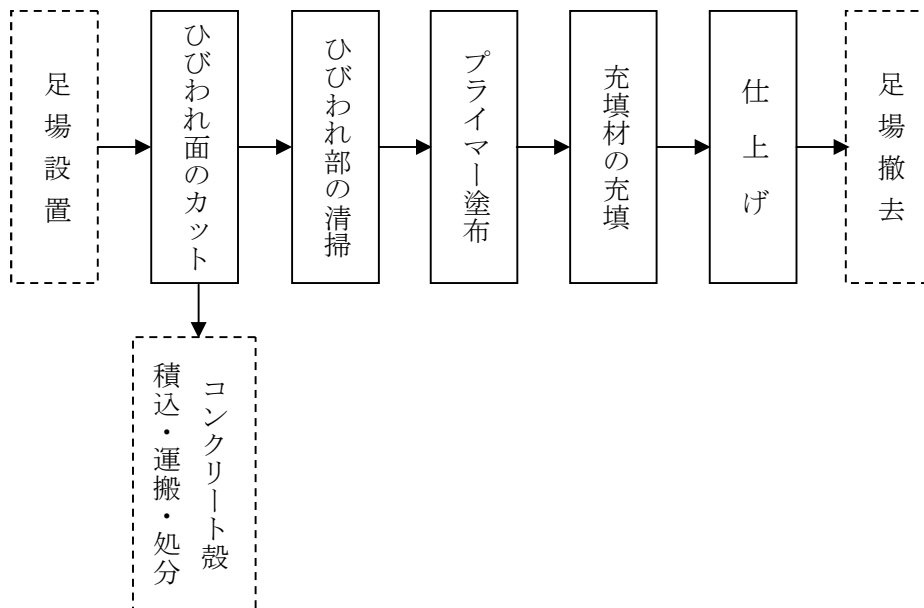 足場設置
ひびわれ面のカット
ひびわれ部の清掃
プライマー塗布
充填材の充填
仕上げ
足場撤去
コンクリート殻
積込・運搬・処分